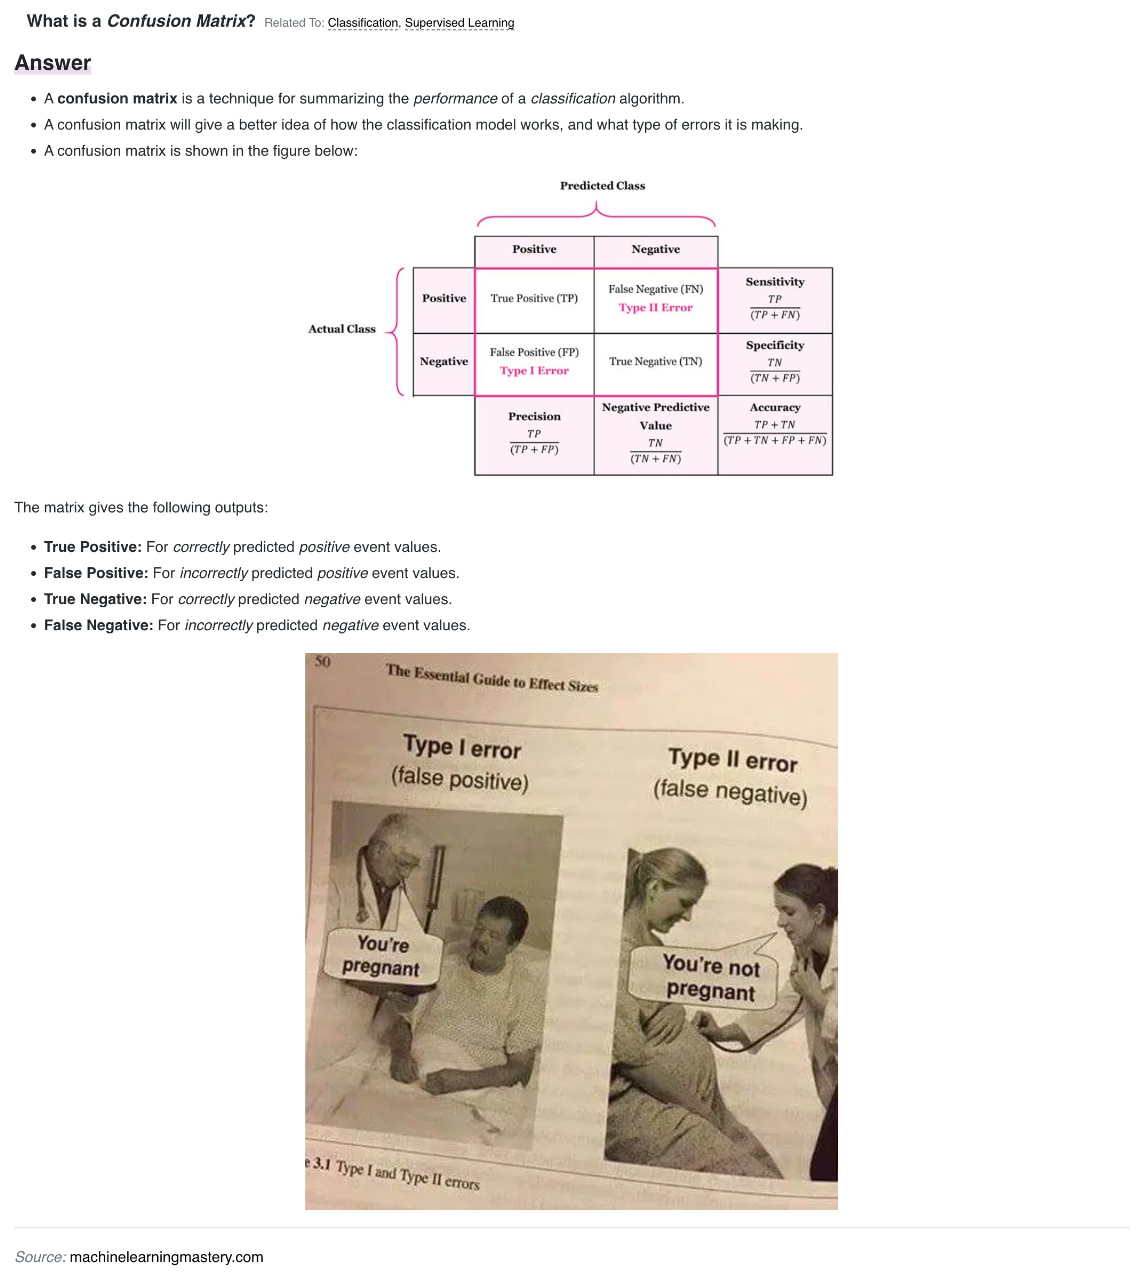 What is a Confusion Matrix? Related To: Classification, Supervised Learning
Answer
• A confusion matrix is a technique for summarizing the performance of a classification algorithm.
• A confusion matrix will give a better idea of how the classification model works, and what type of errors it is making.
• A confusion matrix is shown in the figure below:
Predicted Class
Positive Negative
Actual Class
Positive
True Positive (TP)
False Negative (FN)
Type II Error
Sensitivity
TP
(TP + FN)
Negative
False Positive (FP)
Type I Error
True Negative (TN)
Specificity
TN
(TN + FP)
Precision
TP
(TP + FP)
Negative Predictive
Value
TN
(TN + FN)
Accuracy
TP + TN
(TP + TN + FP + FN)
The matrix gives the following outputs:
• True Positive: For correctly predicted positive event values.
• False Positive: For incorrectly predicted positive event values.
• True Negative: For correctly predicted negative event values.
• False Negative: For incorrectly predicted negative event values.
50 The Essential Guide to Effect Sizes
Type I error
(false positive)
Type II error
(false negative)
You're
pregnant
You're not
pregnant
e 3.1 Type I and Type II errors
Source: machinelearningmastery.com